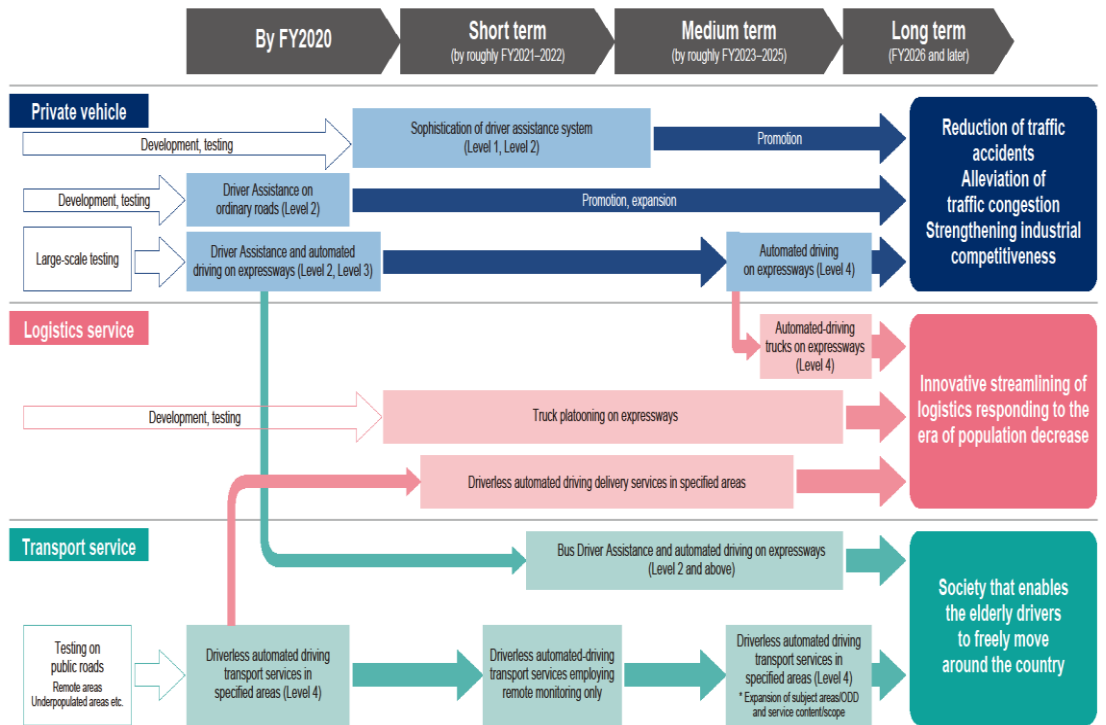 By FY2020
Short term
(by roughly FY2021–2022)
Medium term
(by roughly FY2023–2025)
Long term
(FY2026 and later)
Private vehicle
Development, testing
Sophistication of driver assistance system
(Level 1, Level 2)
Promotion
Development, testing
Driver Assistance on
ordinary roads (Level 2)
Promotion, expansion
Large-scale testing
Driver Assistance and automated
driving on expressways (Level 2, Level 3)
Automated driving
on expressways (Level 4)
Reduction of traffic
accidents
Alleviation of
traffic congestion
Strengthening industrial
competitiveness
Logistics service
Automated-driving
trucks on expressways
(Level 4)
Development, testing
Truck platooning on expressways
Driverless automated driving delivery services in specified areas
Innovative streamlining of
logistics responding to the
era of population decrease
Transport service
Bus Driver Assistance and automated driving on expressways
(Level 2 and above)
Testing on
public roads
Remote areas
Underpopulated areas etc.
Driverless automated driving
transport services in
specified areas (Level 4)
Driverless automated-driving
transport services employing
remote monitoring only
Driverless automated driving
transport services in
specified areas (Level 4)
* Expansion of subject areas/ODD
and service content/scope
Society that enables
the elderly drivers
to freely move
around the country